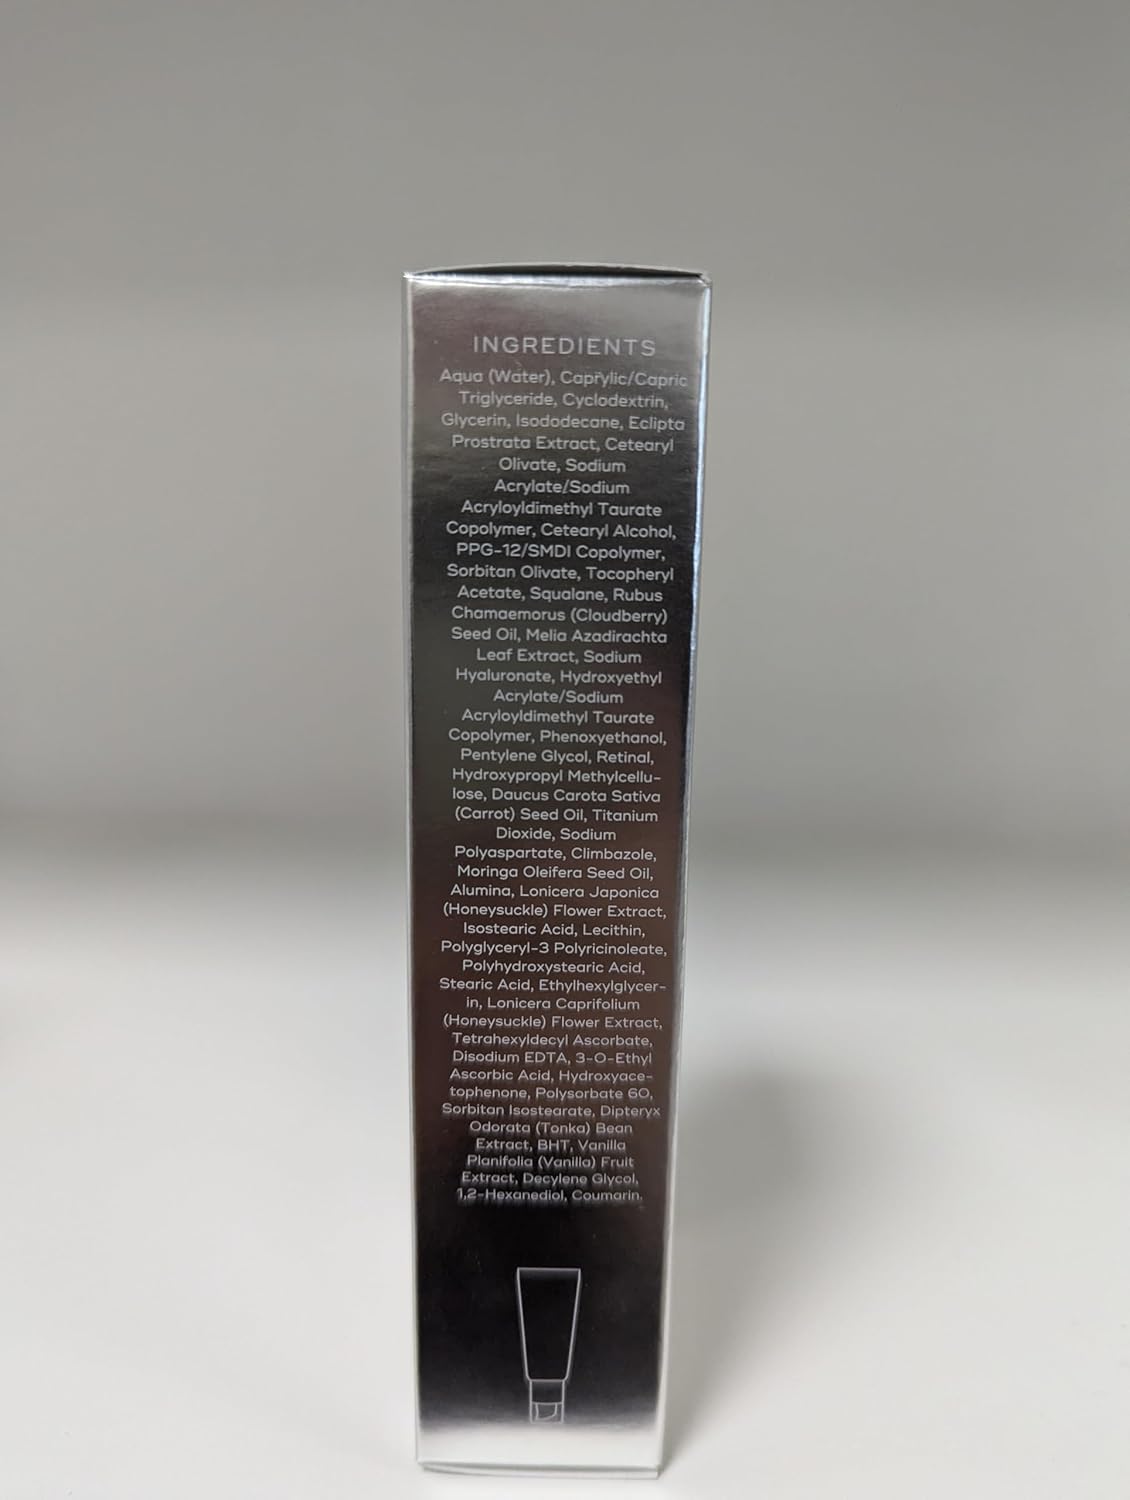 INGREDIENTS
Aqua (Water), Caprylic/Capric
Triglyceride, Cyclodextrin,
Glycerin, Isododecane, Eclipta
Prostrata Extract, Cetearyl
Olivate, Sodium
Acrylate/Sodium
Acryloyldimethyl Taurate
Copolymer, Cetearyl Alcohol,
PPG-12/SMDI Copolymer,
Sorbitan Olivate, Tocopheryl
Acetate, Squalane, Rubus
Chamaemorus (Cloudberry)
Seed Oil, Melia Azadirachta
Leaf Extract, Sodium
Hyaluronate, Hydroxyethyl
Acrylate/Sodium
Acryloyldimethyl Taurate
Copolymer, Phenoxyethanol,
Pentylene Glycol, Retinal,
Hydroxypropyl Methylcellu-
lose, Daucus Carota Sativa
(Carrot) Seed Oil, Titanium
Dioxide, Sodium
Polyaspartate, Climbazole,
Moringa Oleifera Seed Oil,
Alumina, Lonicera Japonica
(Honeysuckle) Flower Extract,
Isostearic Acid, Lecithin,
Polyglyceryl-3 Polyricinoleate,
Polyhydroxystearic Acid,
Stearic Acid, Ethylhexylglycer-
in, Lonicera Caprifolium
(Honeysuckle) Flower Extract,
Tetrahexyldecyl Ascorbate,
Disodium EDTA, 3-O-Ethyl
Ascorbic Acid, Hydroxyace-
tophenone, Polysorbate 60,
Sorbitan Isostearate, Dipteryx
Odorata (Tonka) Bean
Extract, BHT, Vanilla
Planifolia (Vanilla) Fruit
Extract, Decylene Glycol,
1,2-Hexanediol, Coumarin.